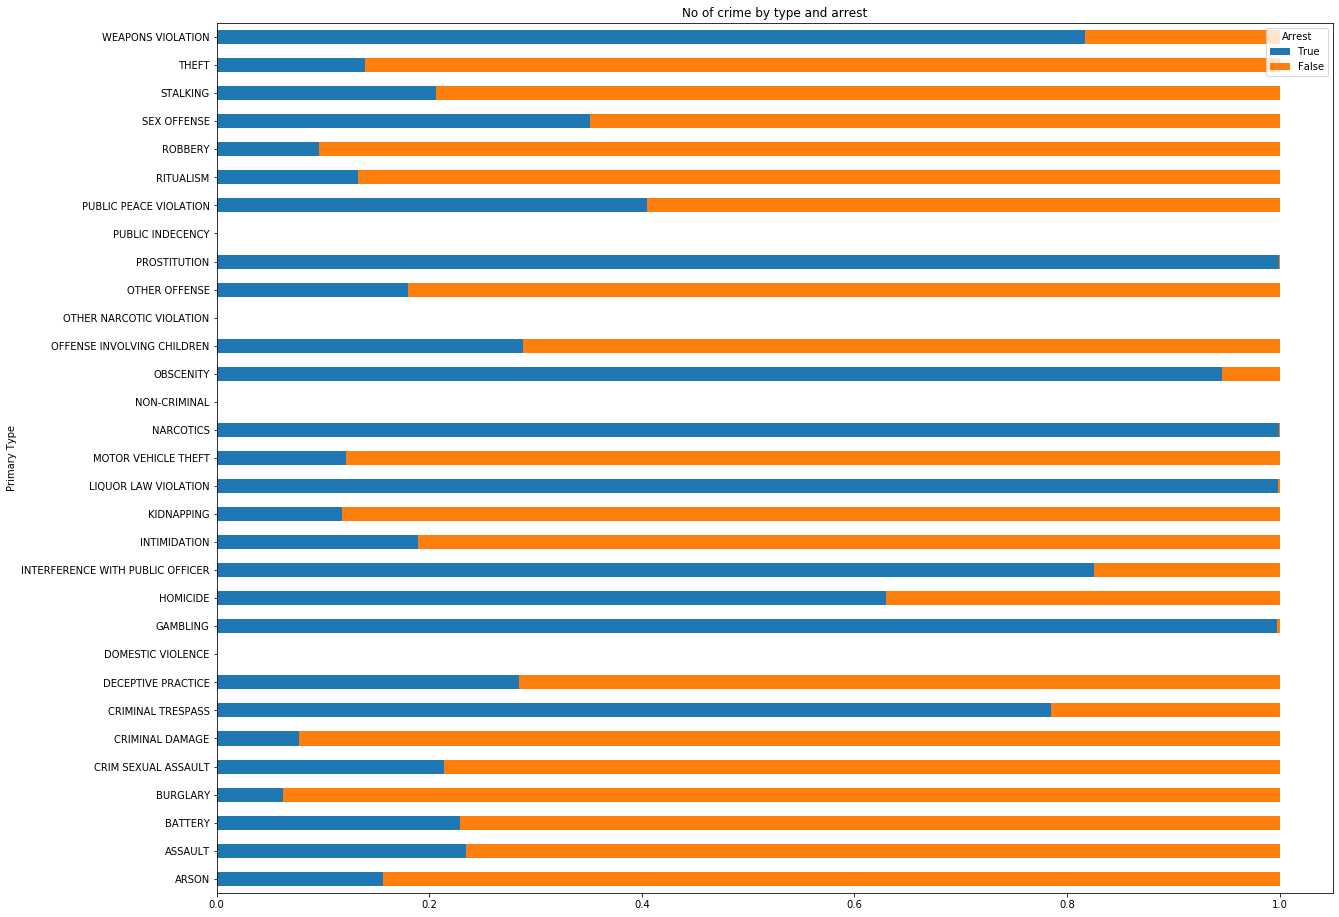 No of crime by type and arrest
Arrest
True
False
WEAPONS VIOLATION
THEFT
STALKING
SEX OFFENSE
ROBBERY
RITUALISM
PUBLIC PEACE VIOLATION
PUBLIC INDECENCY
PROSTITUTION
OTHER OFFENSE
OTHER NARCOTIC VIOLATION
OFFENSE INVOLVING CHILDREN
OBSCENITY
NON-CRIMINAL
NARCOTICS
MOTOR VEHICLE THEFT
LIQUOR LAW VIOLATION
KIDNAPPING
INTIMIDATION
INTERFERENCE WITH PUBLIC OFFICER
HOMICIDE
GAMBLING
DOMESTIC VIOLENCE
DECEPTIVE PRACTICE
CRIMINAL TRESPASS
CRIMINAL DAMAGE
CRIM SEXUAL ASSAULT
BURGLARY
BATTERY
ASSAULT
ARSON
Primary Type
0.0 0.2 0.4 0.6 0.8 1.0